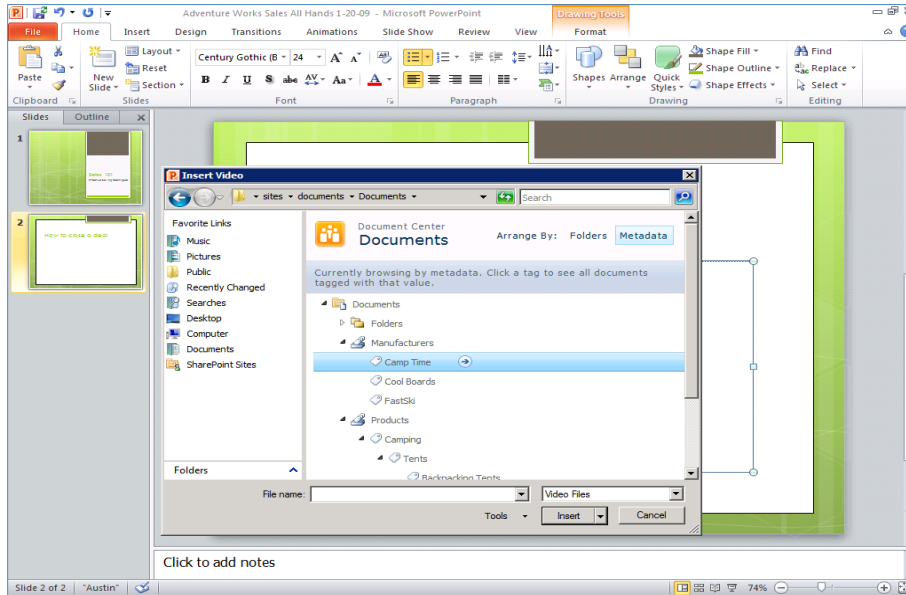 Adventure Works Sales All Hands 1-20-09 - Microsoft PowerPoint
Drawing Tools
File Home Insert Design Transitions Animations Slide Show Review View Format
Paste
New Slide
Layout
Reset
Section
Century Gothic (B 24
B I U S abc AV Aa A
Shapes Arrange Quick Styles
Shape Fill
Shape Outline
Shape Effects
Find
Replace
Select
Clipboard Slides Font Paragraph Drawing Editing
Slides Outline
1
Sales 101
2
How to close a deal
Insert Video
sites documents Documents
Search
Favorite Links
Music
Pictures
Public
Recently Changed
Searches
Desktop
Computer
Documents
SharePoint Sites
Folders
Document Center
Documents
Arrange By: Folders Metadata
Currently browsing by metadata. Click a tag to see all documents
tagged with that value.
Documents
Folders
Manufacturers
Camp Time
Cool Boards
FastSki
Products
Camping
Tents
Backpacking Tents
File name:
Video Files
Tools Insert Cancel
Click to add notes
Slide 2 of 2 "Austin" 74%